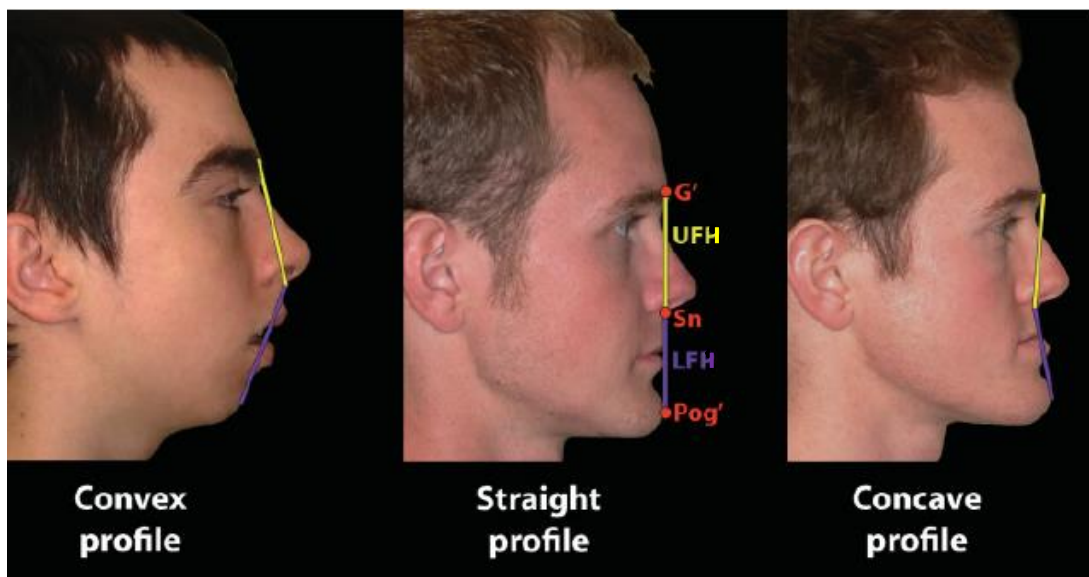 G'
UFH
Sn
LFH
Pog'
Convex
profile
Straight
profile
Concave
profile